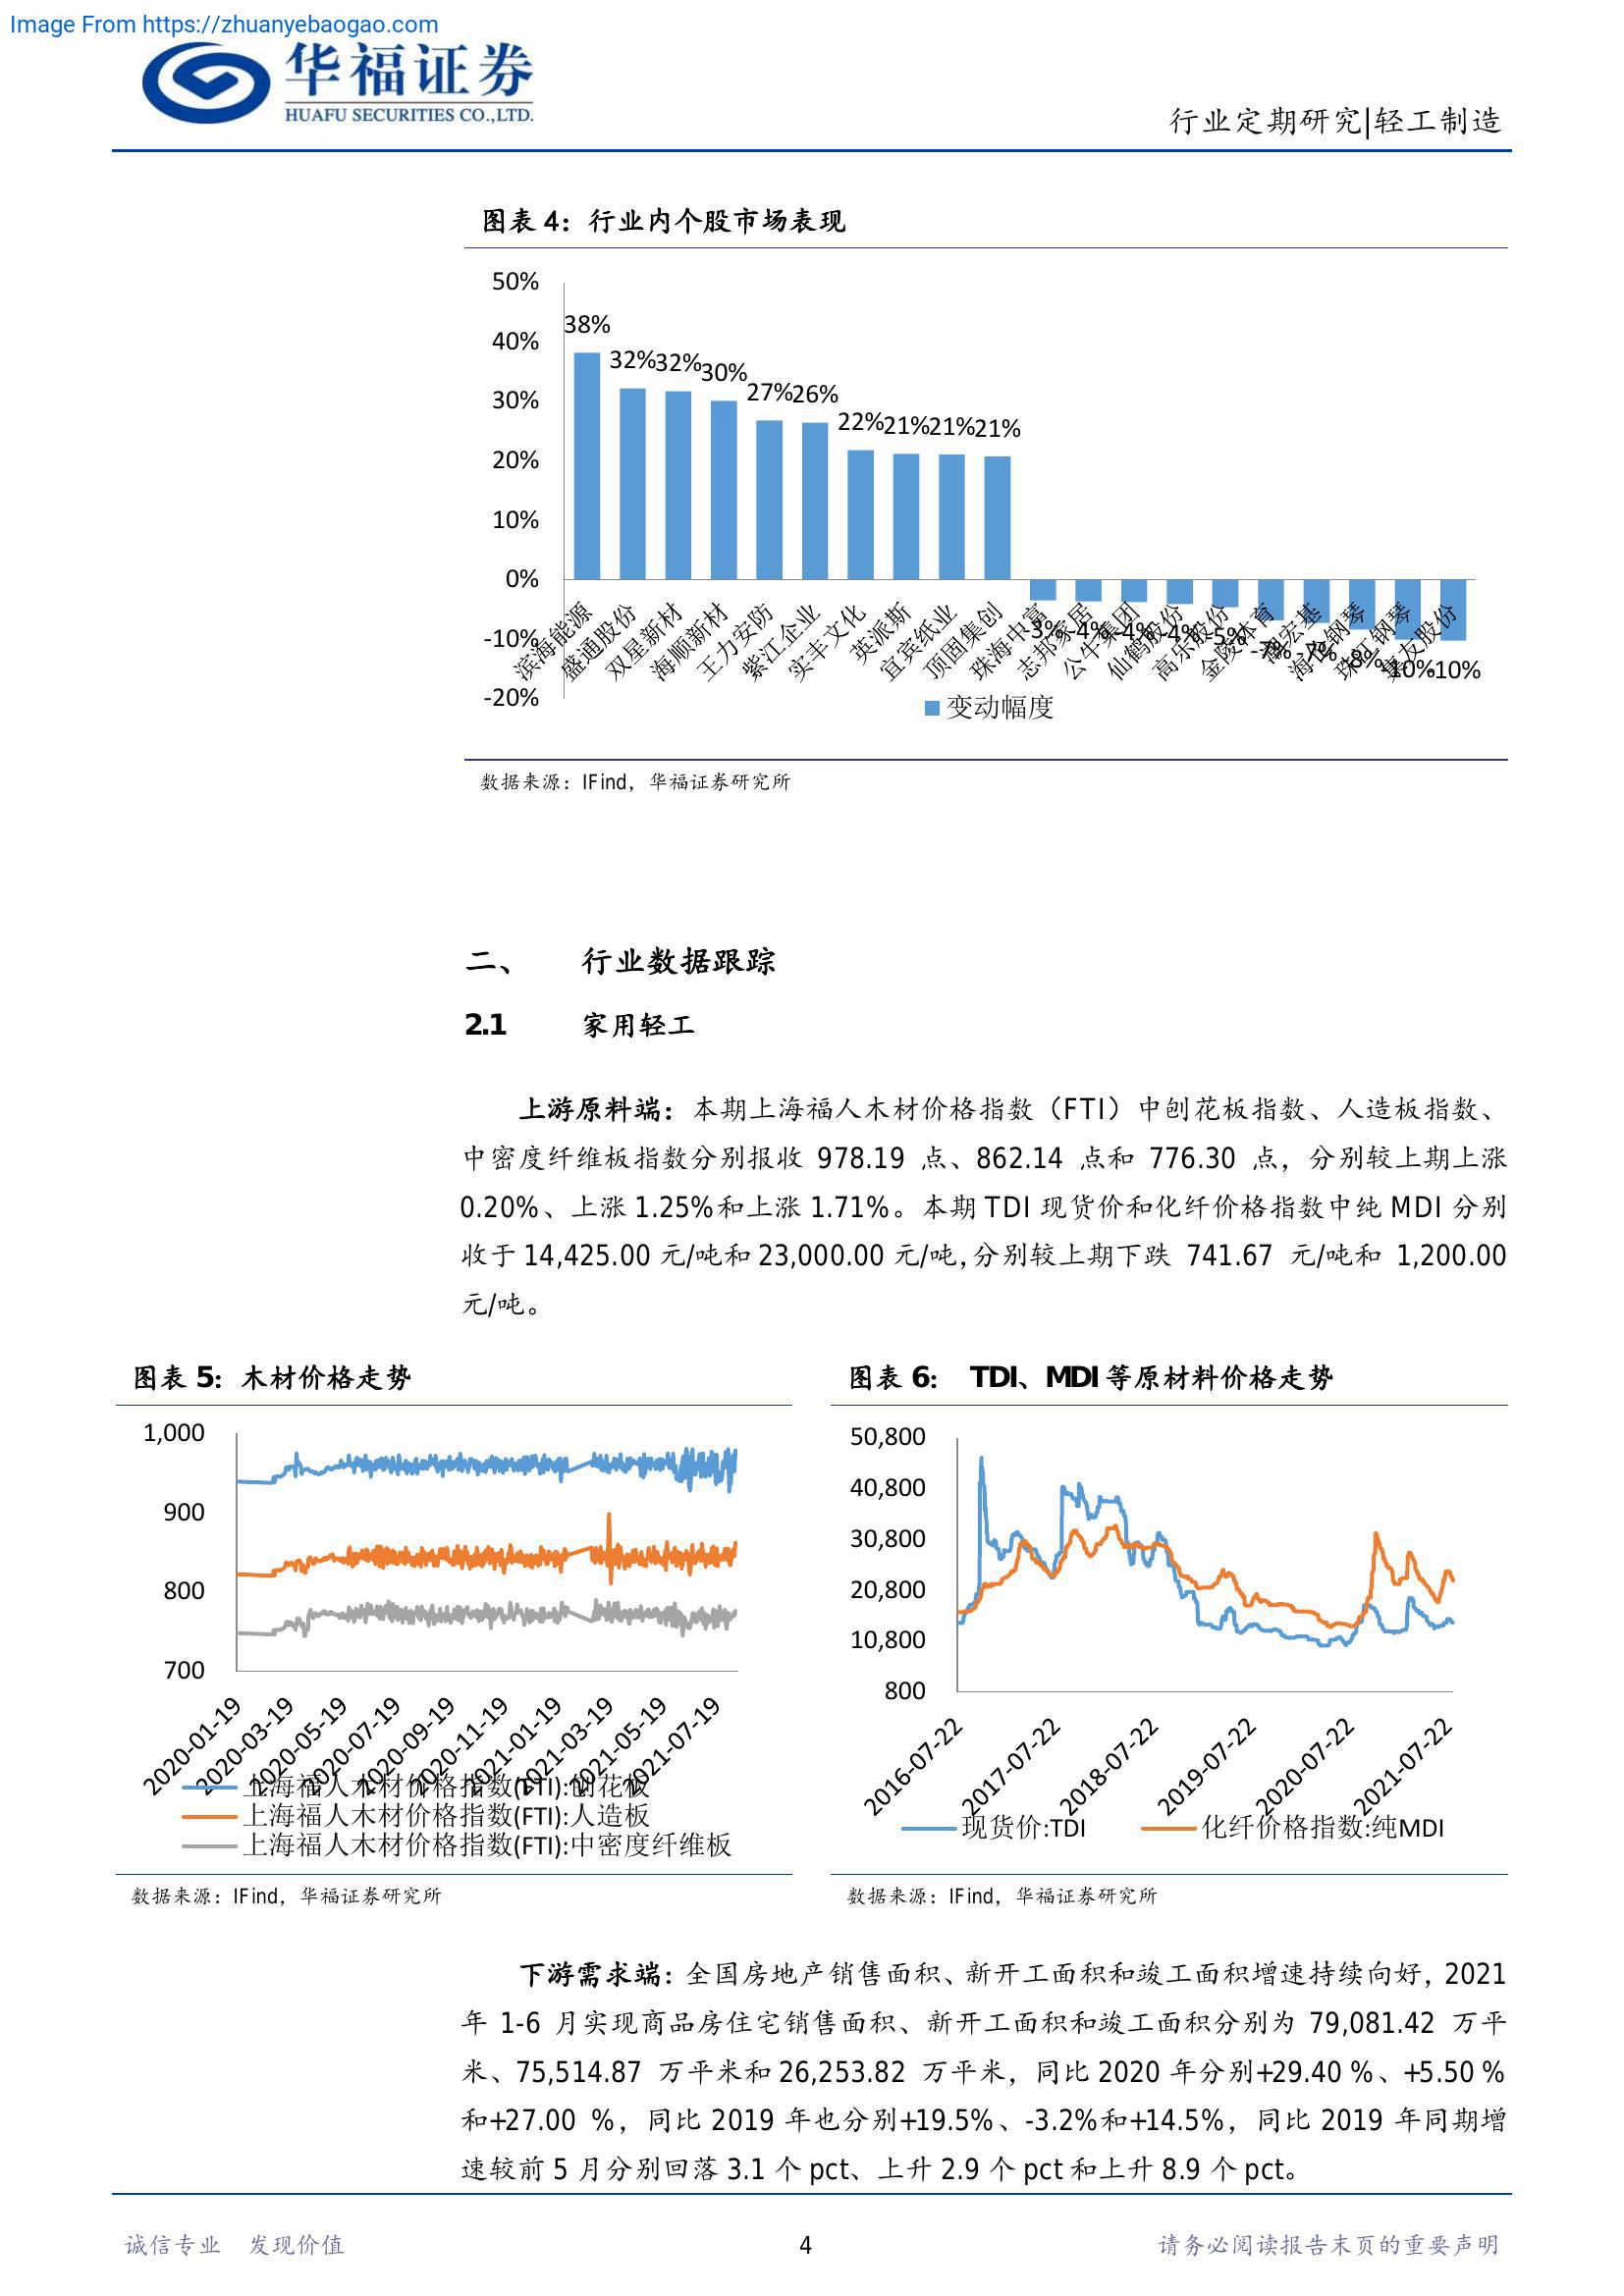 Image From https://zhuanyebaogao.com
华福证券
HUAFU SECURITIES CO.,LTD.
行业定期研究|轻工制造
图表 4：行业内个股市场表现
50%
40%
30%
20%
10%
0%
-10%
-20%
38%
32%
32%
30%
27%
26%
22%
21%
21%
21%
-3%
-4%
-4%
-4%
-5%
-7%
-7%
-8%
-10%
-10%
滨海能源
盛通股份
双星新材
海顺新材
王力安防
紫江企业
实丰文化
英派斯
宜宾纸业
顶固集创
珠海中富
志邦家居
公牛集团
仙鹤股份
高乐股份
金陵体育
海伦钢琴
珠江钢琴
变动幅度
数据来源：IFind，华福证券研究所
二、 行业数据跟踪
2.1 家用轻工
上游原料端：本期上海福人木材价格指数（FTI）中刨花板指数、人造板指数、
中密度纤维板指数分别报收 978.19 点、862.14 点和 776.30 点，分别较上期上涨
0.20%、上涨 1.25%和上涨 1.71%。本期 TDI 现货价和化纤价格指数中纯 MDI 分别
收于 14,425.00 元/吨和 23,000.00 元/吨，分别较上期下跌 741.67 元/吨和 1,200.00
元/吨。
图表 5：木材价格走势
1,000
900
800
700
2020-01-19
2020-03-19
2020-05-19
2020-07-19
2020-09-19
2020-11-19
2021-01-19
2021-03-19
2021-05-19
2021-07-19
上海福人木材价格指数(FTI):刨花板
上海福人木材价格指数(FTI):人造板
上海福人木材价格指数(FTI):中密度纤维板
数据来源：IFind，华福证券研究所
图表 6： TDI、MDI 等原材料价格走势
50,800
40,800
30,800
20,800
10,800
800
2016-07-22
2017-07-22
2018-07-22
2019-07-22
2020-07-22
2021-07-22
现货价:TDI
化纤价格指数:纯MDI
数据来源：IFind，华福证券研究所
下游需求端：全国房地产销售面积、新开工面积和竣工面积增速持续向好，2021
年 1-6 月实现商品房住宅销售面积、新开工面积和竣工面积分别为 79,081.42 万平
米、75,514.87 万平米和 26,253.82 万平米，同比 2020 年分别+29.40 %、+5.50 %
和+27.00 %，同比 2019 年也分别+19.5%、-3.2%和+14.5%，同比 2019 年同期增
速较前 5 月分别回落 3.1 个 pct、上升 2.9 个 pct 和上升 8.9 个 pct。
诚信专业 发现价值
4
请务必阅读报告末页的重要声明